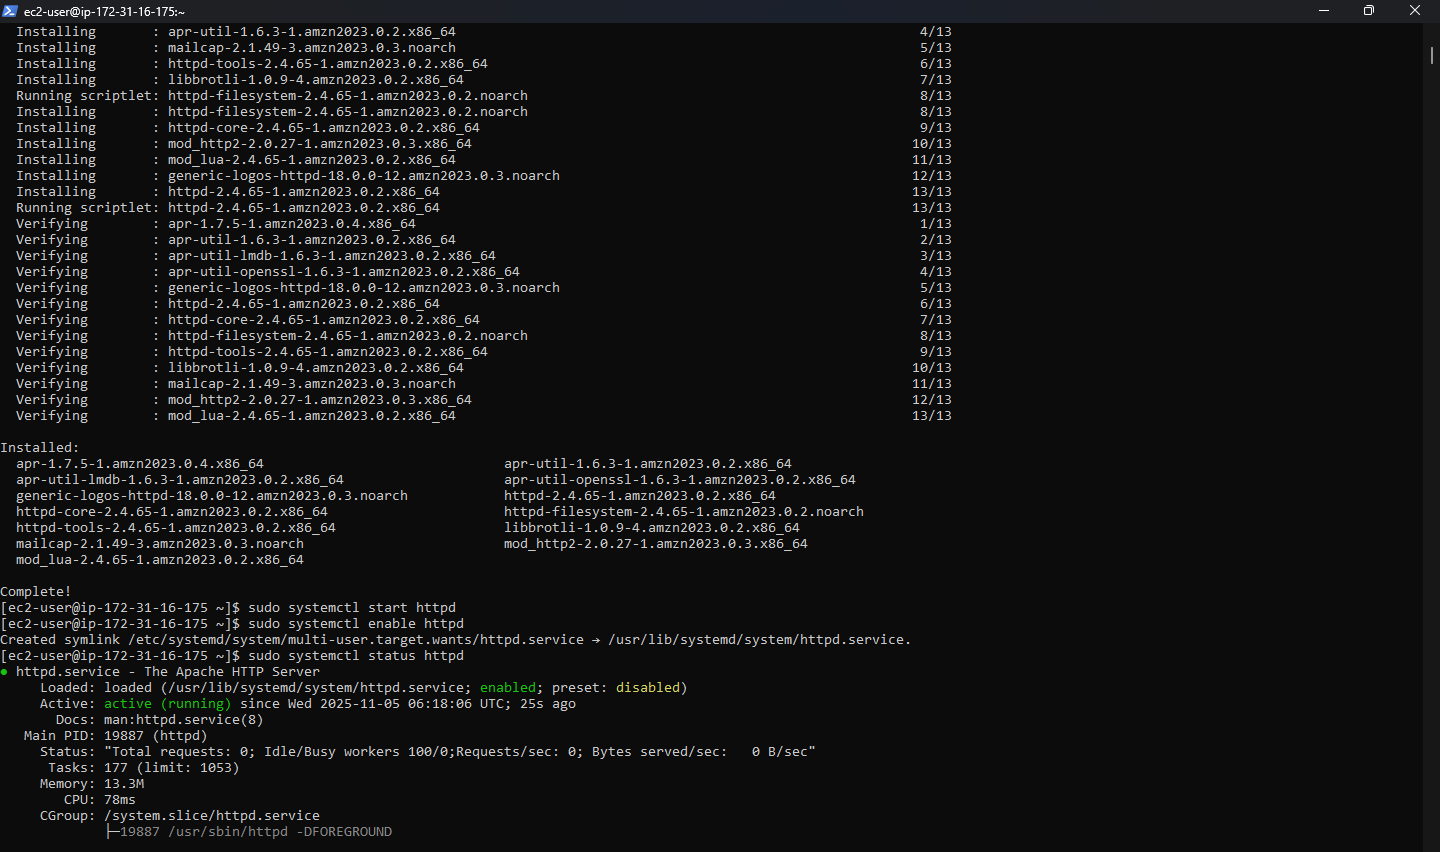 ec2-user@ip-172-31-16-175:~
Installing : apr-util-1.6.3-1.amzn2023.0.2.x86_64 4/13
Installing : mailcap-2.1.49-3.amzn2023.0.3.noarch 5/13
Installing : httpd-tools-2.4.65-1.amzn2023.0.2.x86_64 6/13
Installing : libbrotli-1.0.9-4.amzn2023.0.2.x86_64 7/13
Running scriptlet: httpd-filesystem-2.4.65-1.amzn2023.0.2.noarch 8/13
Installing : httpd-filesystem-2.4.65-1.amzn2023.0.2.noarch 8/13
Installing : httpd-core-2.4.65-1.amzn2023.0.2.x86_64 9/13
Installing : mod_http2-2.0.27-1.amzn2023.0.3.x86_64 10/13
Installing : mod_lua-2.4.65-1.amzn2023.0.2.x86_64 11/13
Installing : generic-logos-httpd-18.0.0-12.amzn2023.0.3.noarch 12/13
Installing : httpd-2.4.65-1.amzn2023.0.2.x86_64 13/13
Running scriptlet: httpd-2.4.65-1.amzn2023.0.2.x86_64 13/13
Verifying : apr-1.7.5-1.amzn2023.0.4.x86_64 1/13
Verifying : apr-util-1.6.3-1.amzn2023.0.2.x86_64 2/13
Verifying : apr-util-lmdb-1.6.3-1.amzn2023.0.2.x86_64 3/13
Verifying : apr-util-openssl-1.6.3-1.amzn2023.0.2.x86_64 4/13
Verifying : generic-logos-httpd-18.0.0-12.amzn2023.0.3.noarch 5/13
Verifying : httpd-2.4.65-1.amzn2023.0.2.x86_64 6/13
Verifying : httpd-core-2.4.65-1.amzn2023.0.2.x86_64 7/13
Verifying : httpd-filesystem-2.4.65-1.amzn2023.0.2.noarch 8/13
Verifying : httpd-tools-2.4.65-1.amzn2023.0.2.x86_64 9/13
Verifying : libbrotli-1.0.9-4.amzn2023.0.2.x86_64 10/13
Verifying : mailcap-2.1.49-3.amzn2023.0.3.noarch 11/13
Verifying : mod_http2-2.0.27-1.amzn2023.0.3.x86_64 12/13
Verifying : mod_lua-2.4.65-1.amzn2023.0.2.x86_64 13/13
Installed:
apr-1.7.5-1.amzn2023.0.4.x86_64 apr-util-1.6.3-1.amzn2023.0.2.x86_64
apr-util-lmdb-1.6.3-1.amzn2023.0.2.x86_64 apr-util-openssl-1.6.3-1.amzn2023.0.2.x86_64
generic-logos-httpd-18.0.0-12.amzn2023.0.3.noarch httpd-2.4.65-1.amzn2023.0.2.x86_64
httpd-core-2.4.65-1.amzn2023.0.2.x86_64 httpd-filesystem-2.4.65-1.amzn2023.0.2.noarch
httpd-tools-2.4.65-1.amzn2023.0.2.x86_64 libbrotli-1.0.9-4.amzn2023.0.2.x86_64
mailcap-2.1.49-3.amzn2023.0.3.noarch mod_http2-2.0.27-1.amzn2023.0.3.x86_64
mod_lua-2.4.65-1.amzn2023.0.2.x86_64
Complete!
[ec2-user@ip-172-31-16-175 ~]$ sudo systemctl start httpd
[ec2-user@ip-172-31-16-175 ~]$ sudo systemctl enable httpd
Created symlink /etc/systemd/system/multi-user.target.wants/httpd.service → /usr/lib/systemd/system/httpd.service.
[ec2-user@ip-172-31-16-175 ~]$ sudo systemctl status httpd
● httpd.service - The Apache HTTP Server
Loaded: loaded (/usr/lib/systemd/system/httpd.service; enabled; preset: disabled)
Active: active (running) since Wed 2025-11-05 06:18:06 UTC; 25s ago
Docs: man:httpd.service(8)
Main PID: 19887 (httpd)
Status: "Total requests: 0; Idle/Busy workers 100/0;Requests/sec: 0; Bytes served/sec: 0 B/sec"
Tasks: 177 (limit: 1053)
Memory: 13.3M
CPU: 78ms
CGroup: /system.slice/httpd.service
├─19887 /usr/sbin/httpd -DFOREGROUND